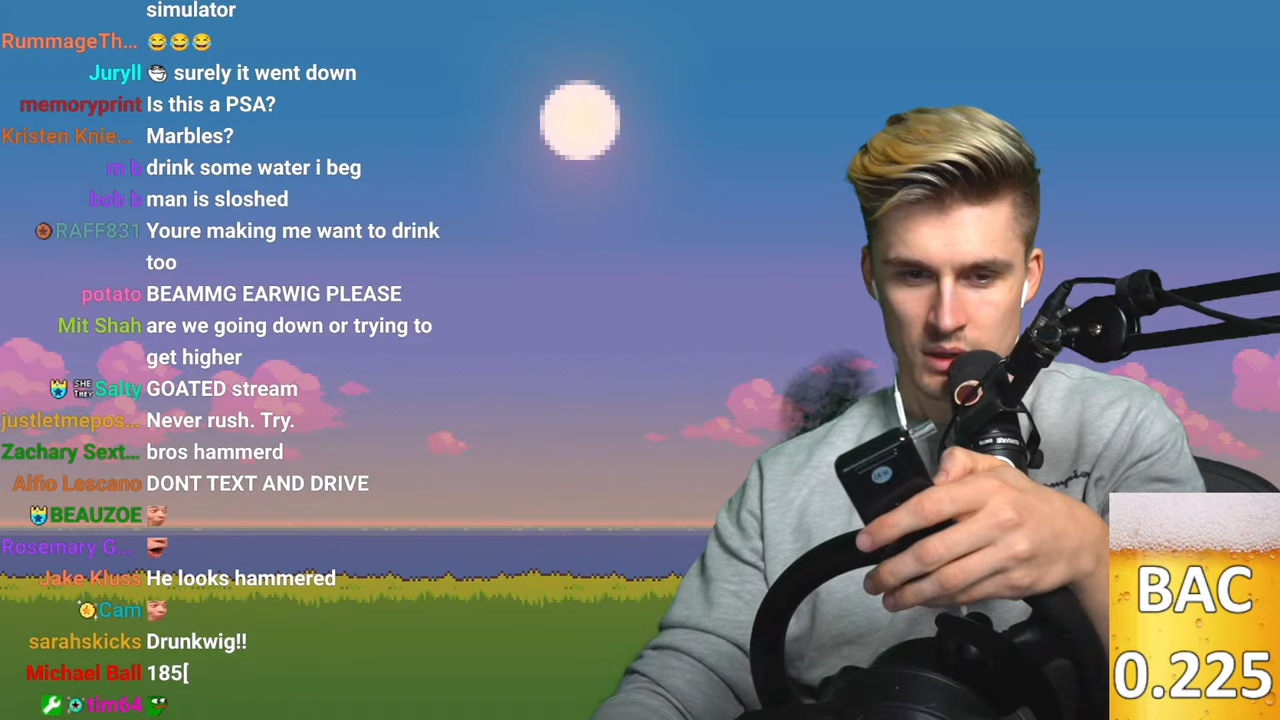 simulator
RummageTh... 😂😂😂
Juryll surely it went down
memoryprint Is this a PSA?
Kristen Knie... Marbles?
m b drink some water i beg
bob b man is sloshed
RAFF831 Youre making me want to drink
too
potato BEAMMG EARWIG PLEASE
Mit Shah are we going down or trying to
get higher
SHE THEY Salty GOATED stream
justletmepos... Never rush. Try.
Zachary Sext... bros hammerd
Alfio Lescano DONT TEXT AND DRIVE
BEAUZOE
Rosemary G...
Jake Kluss He looks hammered
Cam
sarahskicks Drunkwig!!
Michael Ball 185[
tim64
BAC
0.225